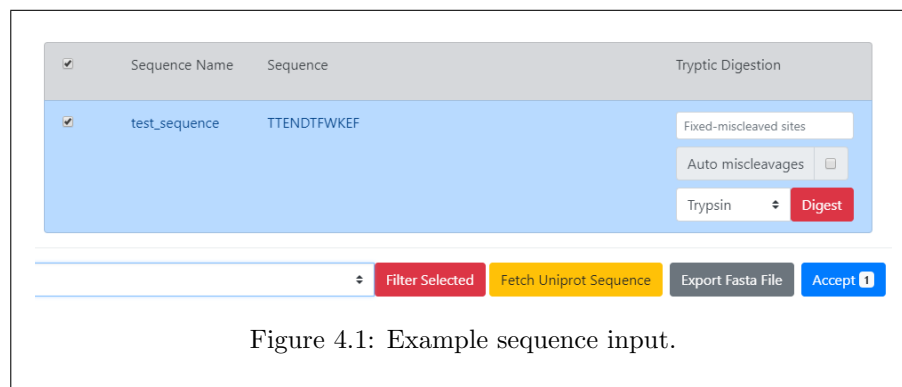 Sequence Name Sequence Tryptic Digestion
test_sequence TTENDTFWKEF Fixed-miscleaved sites
Auto miscleavages
Trypsin Digest
Filter Selected Fetch Uniprot Sequence Export Fasta File Accept 1
Figure 4.1: Example sequence input.